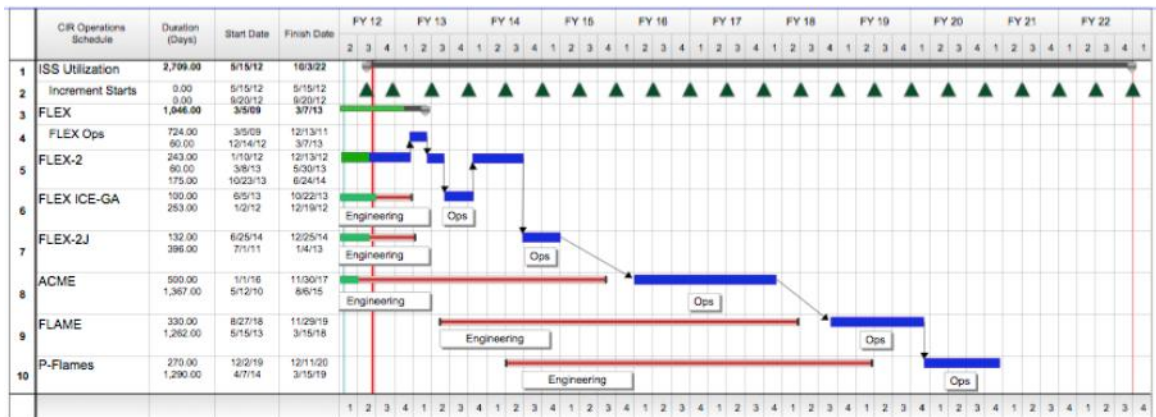 CIR Operations Schedule Duration (Days) Start Date Finish Date FY 12 FY 13 FY 14 FY 15 FY 16 FY 17 FY 18 FY 19 FY 20 FY 21 FY 22
2 3 4 1 2 3 4 1 2 3 4 1 2 3 4 1 2 3 4 1 2 3 4 1 2 3 4 1 2 3 4 1 2 3 4 1 2 3 4 1 2 3 4 1
1 ISS Utilization 2,709.00 5/15/12 10/3/22
2 Increment Starts 0.00 5/15/12 5/15/12
0.00 9/20/12 9/20/12
3 FLEX 1,046.00 3/5/09 3/7/13
4 FLEX Ops 724.00 3/5/09 12/13/11
60.00 12/14/12 3/7/13
5 FLEX-2 243.00 1/10/12 12/13/12
60.00 3/8/13 5/30/13
175.00 10/23/13 6/24/14
6 FLEX ICE-GA 100.00 6/5/13 10/22/13
253.00 1/2/12 12/19/12
Engineering Ops
7 FLEX-2J 132.00 6/25/14 12/25/14
396.00 7/1/11 1/4/13
Engineering Ops
8 ACME 500.00 1/1/16 11/30/17
1,367.00 5/12/10 8/6/15
Engineering Ops
9 FLAME 330.00 8/27/18 11/29/19
1,262.00 5/15/13 3/15/18
Engineering Ops
10 P-Flames 270.00 12/2/19 12/11/20
1,290.00 4/7/14 3/15/19
Engineering Ops
1 2 3 4 1 2 3 4 1 2 3 4 1 2 3 4 1 2 3 4 1 2 3 4 1 2 3 4 1 2 3 4 1 2 3 4 1 2 3 4 1 2 3 4 1